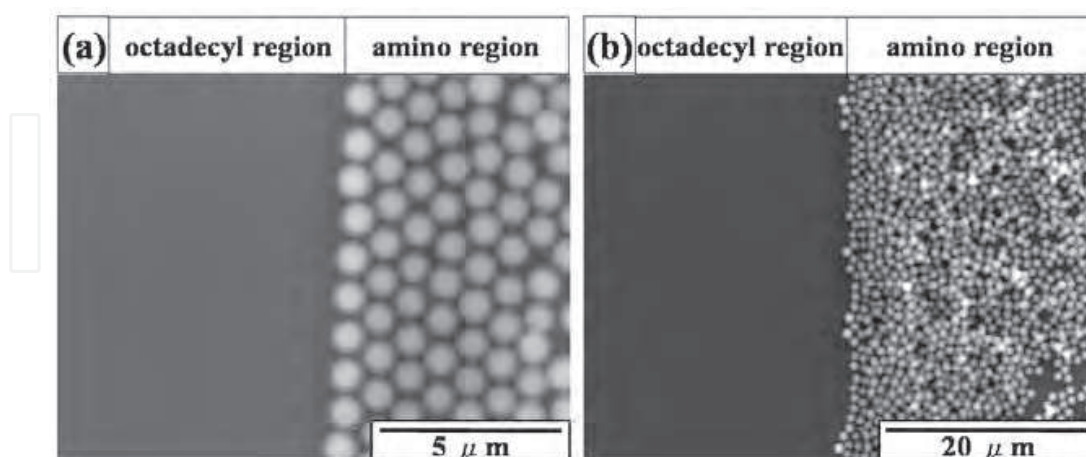 (a) octadecyl region amino region
5 μ m
(b) octadecyl region amino region
20 μ m